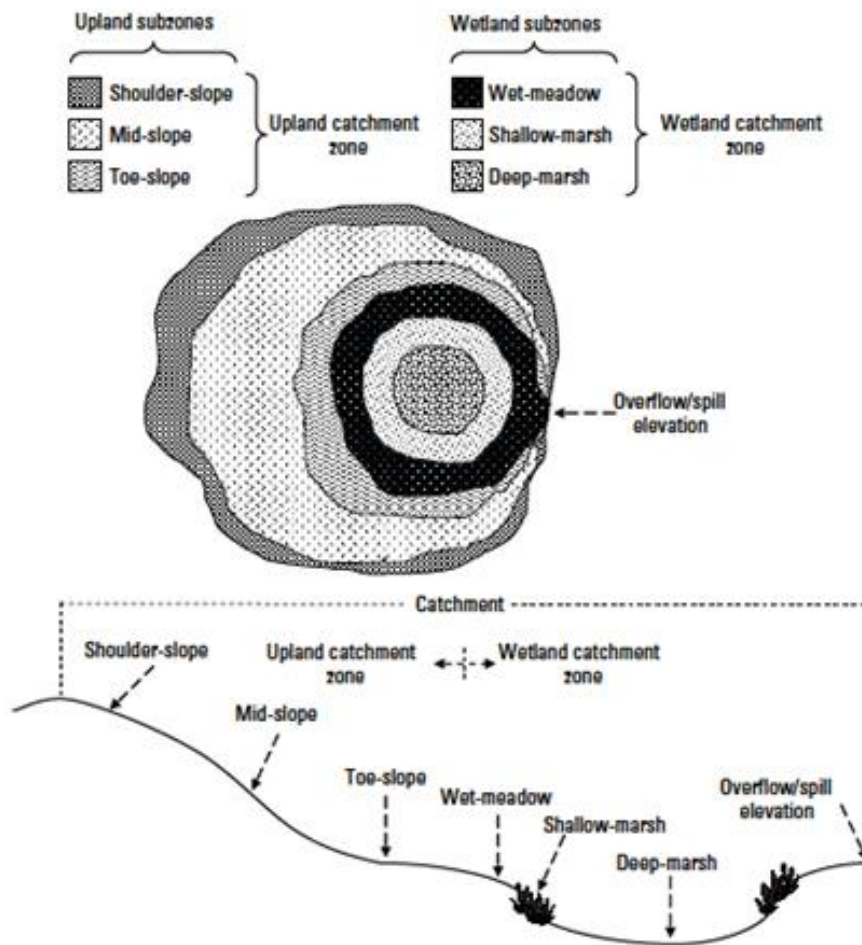 Upland subzones
Wetland subzones
Shoulder-slope
Mid-slope
Toe-slope
Upland catchment
zone
Wet-meadow
Shallow-marsh
Deep-marsh
Wetland catchment
zone
Overflow/spill
elevation
Catchment
Shoulder-slope
Upland catchment
zone
Wetland catchment
zone
Mid-slope
Toe-slope
Wet-meadow
Shallow-marsh
Deep-marsh
Overflow/spill
elevation